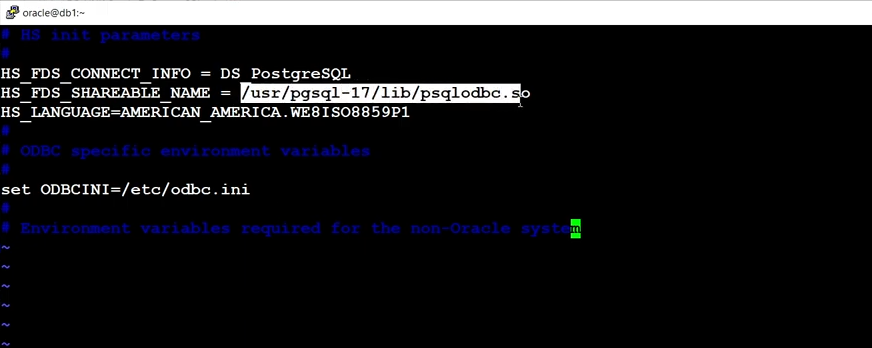 oracle@db1:~
# HS init parameters
#
HS_FDS_CONNECT_INFO = DS_PostgreSQL
HS_FDS_SHAREABLE_NAME = /usr/pgsql-17/lib/psqlodbc.so
HS_LANGUAGE=AMERICAN_AMERICA.WE8ISO8859P1
#
# ODBC specific environment variables
#
set ODBCINI=/etc/odbc.ini
#
# Environment variables required for the non-Oracle system
~
~
~
~
~
~